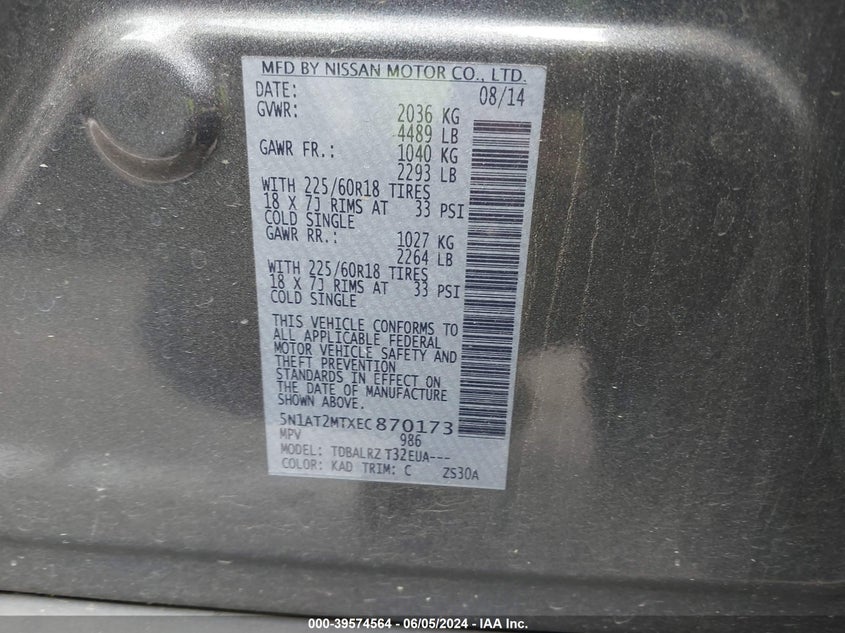 MFD BY NISSAN MOTOR CO., LTD.
DATE: 08/14
GVWR: 2036 KG
4489 LB
GAWR FR.: 1040 KG
2293 LB
WITH 225/60R18 TIRES
18 X 7J RIMS AT 33 PSI
COLD SINGLE
GAWR RR.: 1027 KG
2264 LB
WITH 225/60R18 TIRES
18 X 7J RIMS AT 33 PSI
COLD SINGLE
THIS VEHICLE CONFORMS TO
ALL APPLICABLE FEDERAL
MOTOR VEHICLE SAFETY AND
THEFT PREVENTION
STANDARDS IN EFFECT ON
THE DATE OF MANUFACTURE
SHOWN ABOVE.
5N1AT2MTXEC870173
MPV 986
MODEL: TDBALRZ T32EUA---
COLOR: KAD TRIM: C ZS30A
000-39574564 / 06/05/2024 - IAA Inc.